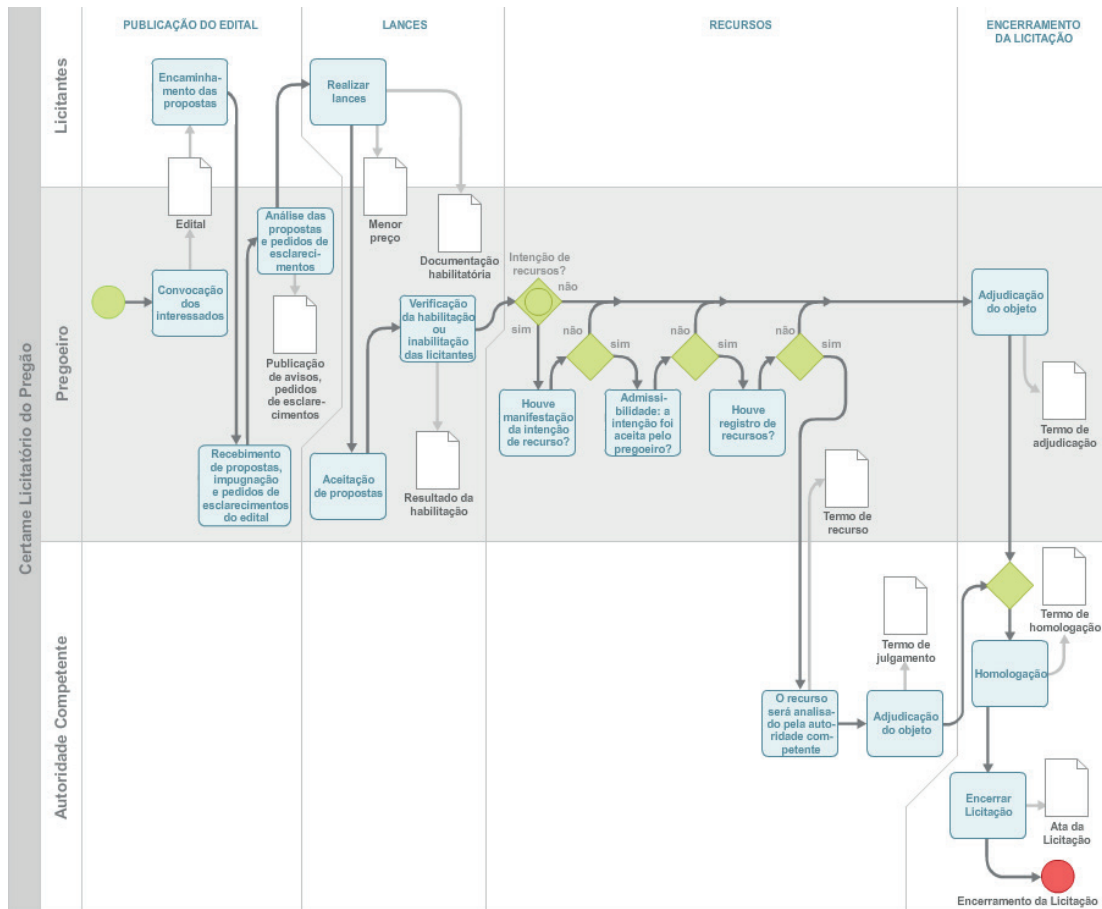 PUBLICAÇÃO DO EDITAL
LANCES
RECURSOS
ENCERRAMENTO
DA LICITAÇÃO
Certame Licitatório do Pregão
Licitantes
Encaminha-
mento das
propostas
Realizar
lances
Edital
Menor
preço
Documentação
habilitatória
Pregoeiro
Convocação
dos
interessados
Análise das
propostas
e pedidos de
esclareci-
mentos
Publicação
de avisos,
pedidos
de esclare-
cimentos
Recebimento
de propostas,
impugnação
e pedidos de
esclarecimentos
do edital
Aceitação
de propostas
Verificação
da habilitação
ou
inabilitação
das licitantes
Resultado da
habilitação
Intenção de
recursos?
não
sim
Houve
manifestação
da intenção
de recurso?
não
sim
Admissi-
bilidade: a
intenção foi
aceita pelo
pregoeiro?
não
sim
Houve
registro de
recursos?
não
sim
Termo de
recurso
Adjudicação
do objeto
Termo de
adjudicação
Autoridade Competente
O recurso
será analisa-
do pela auto-
ridade com-
petente
Termo de
julgamento
Adjudicação
do objeto
Termo de
homologação
Homologação
Encerrar
Licitação
Ata da
Licitação
Encerramento da Licitação